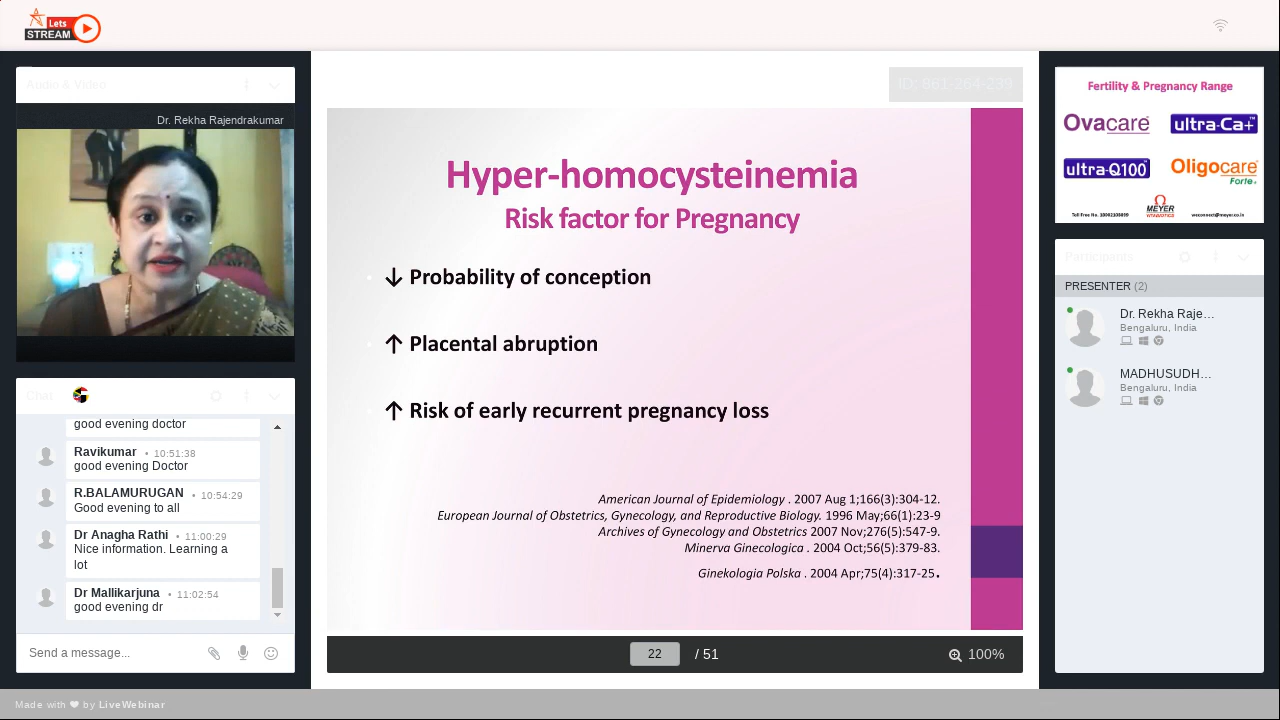 Lets
STREAM
Audio & Video
Dr. Rekha Rajendrakumar
Chat
good evening doctor
Ravikumar • 10:51:38
good evening Doctor
R.BALAMURUGAN • 10:54:29
Good evening to all
Dr Anagha Rathi • 11:00:29
Nice information. Learning a
lot
Dr Mallikarjuna • 11:02:54
good evening dr
Send a message...
ID: 881-264-239
Hyper-homocysteinemia
Risk factor for Pregnancy
↓ Probability of conception
↑ Placental abruption
↑ Risk of early recurrent pregnancy loss
American Journal of Epidemiology . 2007 Aug 1;166(3):304-12.
European Journal of Obstetrics, Gynecology, and Reproductive Biology. 1996 May;66(1):23-9
Archives of Gynecology and Obstetrics 2007 Nov;276(5):547-9.
Minerva Ginecologica . 2004 Oct;56(5):379-83.
Ginekologia Polska . 2004 Apr;75(4):317-25.
22 / 51
100%
Fertility & Pregnancy Range
Ovacare
ultra-Ca+
ultra-Q100
Oligocare
Forte+
MEYER
VITABIOTICS
weconnect@meyer.co.in
Participants
PRESENTER (2)
Dr. Rekha Raje...
Bengaluru, India
MADHUSUDH...
Bengaluru, India
Made with ♥ by LiveWebinar